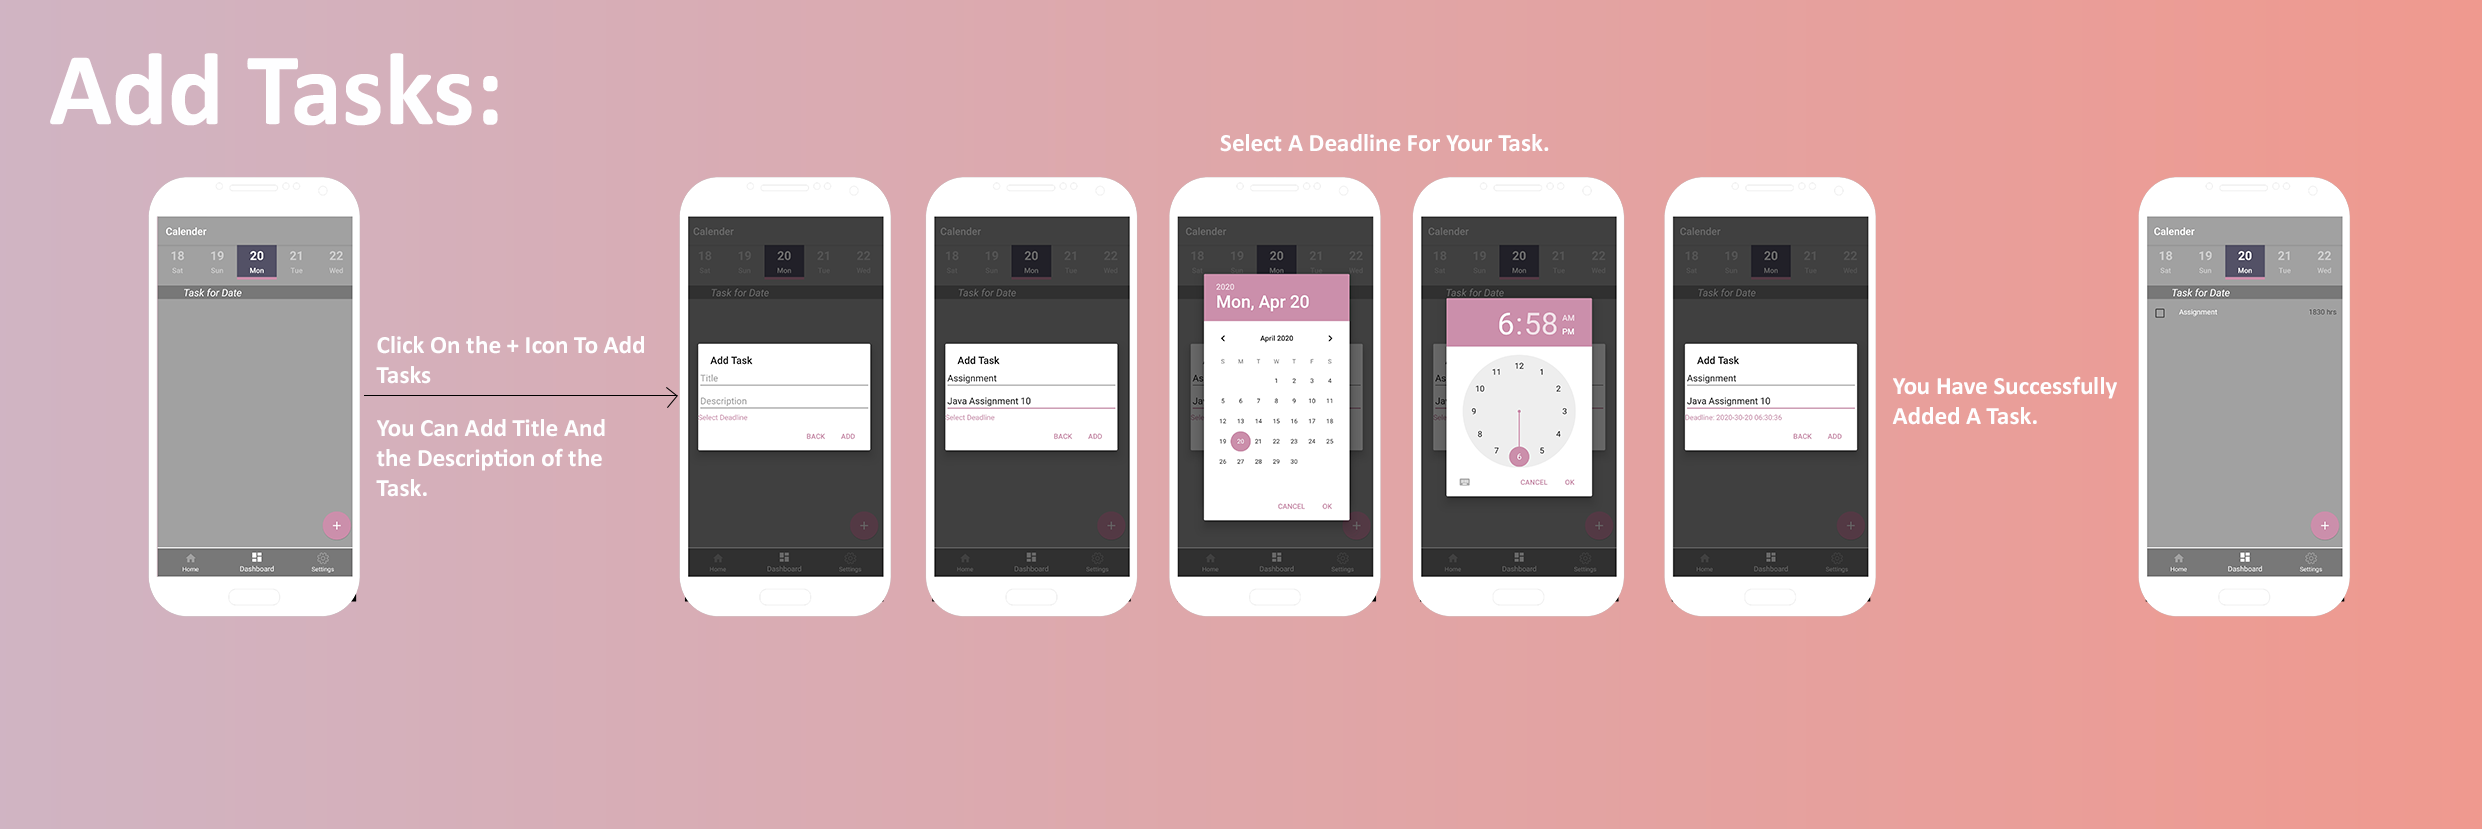 Add Tasks:
Select A Deadline For Your Task.
Calender
18 19 20 21 22
Sat Sun Mon Tue Wed
Task for Date
+
Home Dashboard Settings
Click On the + Icon To Add
Tasks
You Can Add Title And
the Description of the
Task.
Calender
18 19 20 21 22
Sat Sun Mon Tue Wed
Task for Date
Add Task
Title
Description
Select Deadline
BACK ADD
+
Home Dashboard Settings
Calender
18 19 20 21 22
Sat Sun Mon Tue Wed
Task for Date
Add Task
Assignment
Java Assignment 10
Select Deadline
BACK ADD
+
Home Dashboard Settings
Calender
18 19 20 21 22
Mon Wed
2020
Mon, Apr 20
April 2020
S M T W T F S
1 2 3 4
5 6 7 8 9 10 11
12 13 14 15 16 17 18
19 20 21 22 23 24 25
26 27 28 29 30
CANCEL OK
+
Home Dashboard Settings
Calender
18 19 20 21 22
Sat Sun Mon Tue Wed
Task for Date
6:58 AM
PM
12 1 2 3 4 5 6 7 8 9 10 11
CANCEL OK
+
Home Dashboard Settings
Calender
18 19 20 21 22
Sat Sun Mon Tue Wed
Task for Date
Add Task
Assignment
Java Assignment 10
Deadline: 2020-30-20 06:30:36
BACK ADD
+
Home Dashboard Settings
You Have Successfully
Added A Task.
Calender
18 19 20 21 22
Sat Sun Mon Tue Wed
Task for Date
Assignment 1830 hrs
+
Home Dashboard Settings